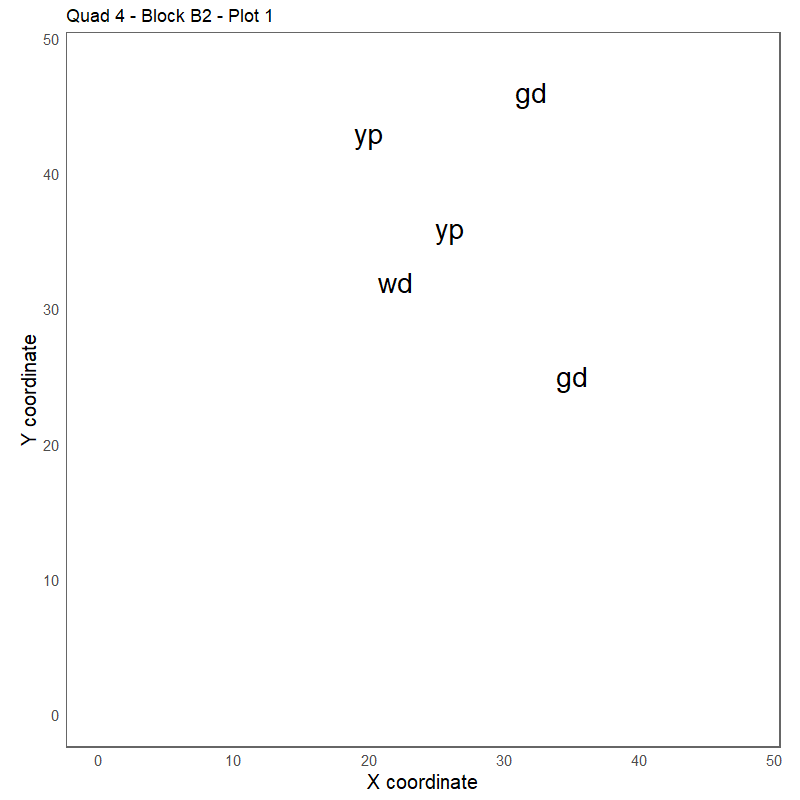 Quad 4 - Block B2 - Plot 1
50
gd
yp
40
yp
wd
30
gd
Y coordinate
20
10
0
0 10 20 30 40 50
X coordinate